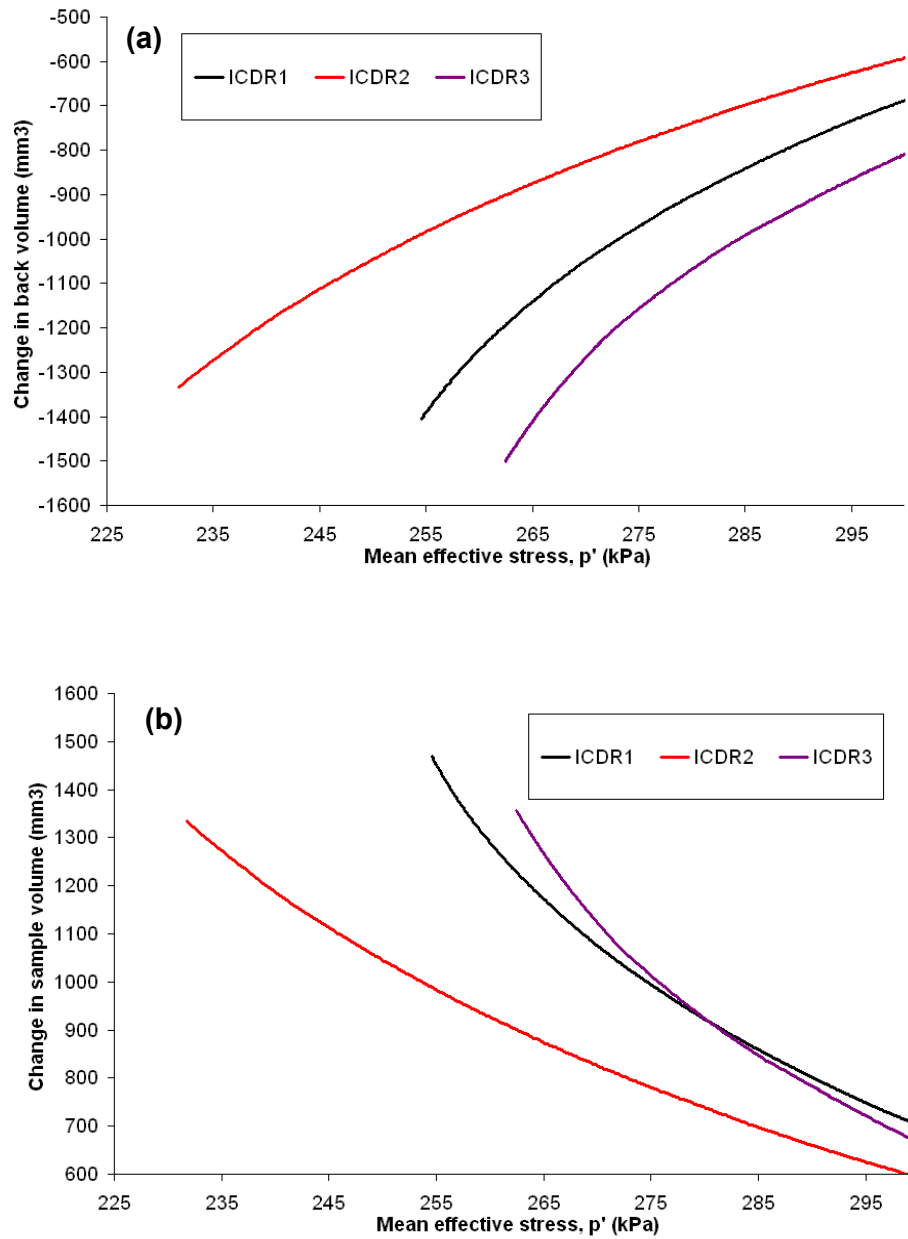 (a)
ICDR1 ICDR2 ICDR3
Change in back volume (mm3)
-500
-600
-700
-800
-900
-1000
-1100
-1200
-1300
-1400
-1500
-1600
225 235 245 255 265 275 285 295
Mean effective stress, p' (kPa)
(b)
ICDR1 ICDR2 ICDR3
Change in sample volume (mm3)
1600
1500
1400
1300
1200
1100
1000
900
800
700
600
225 235 245 255 265 275 285 295
Mean effective stress, p' (kPa)